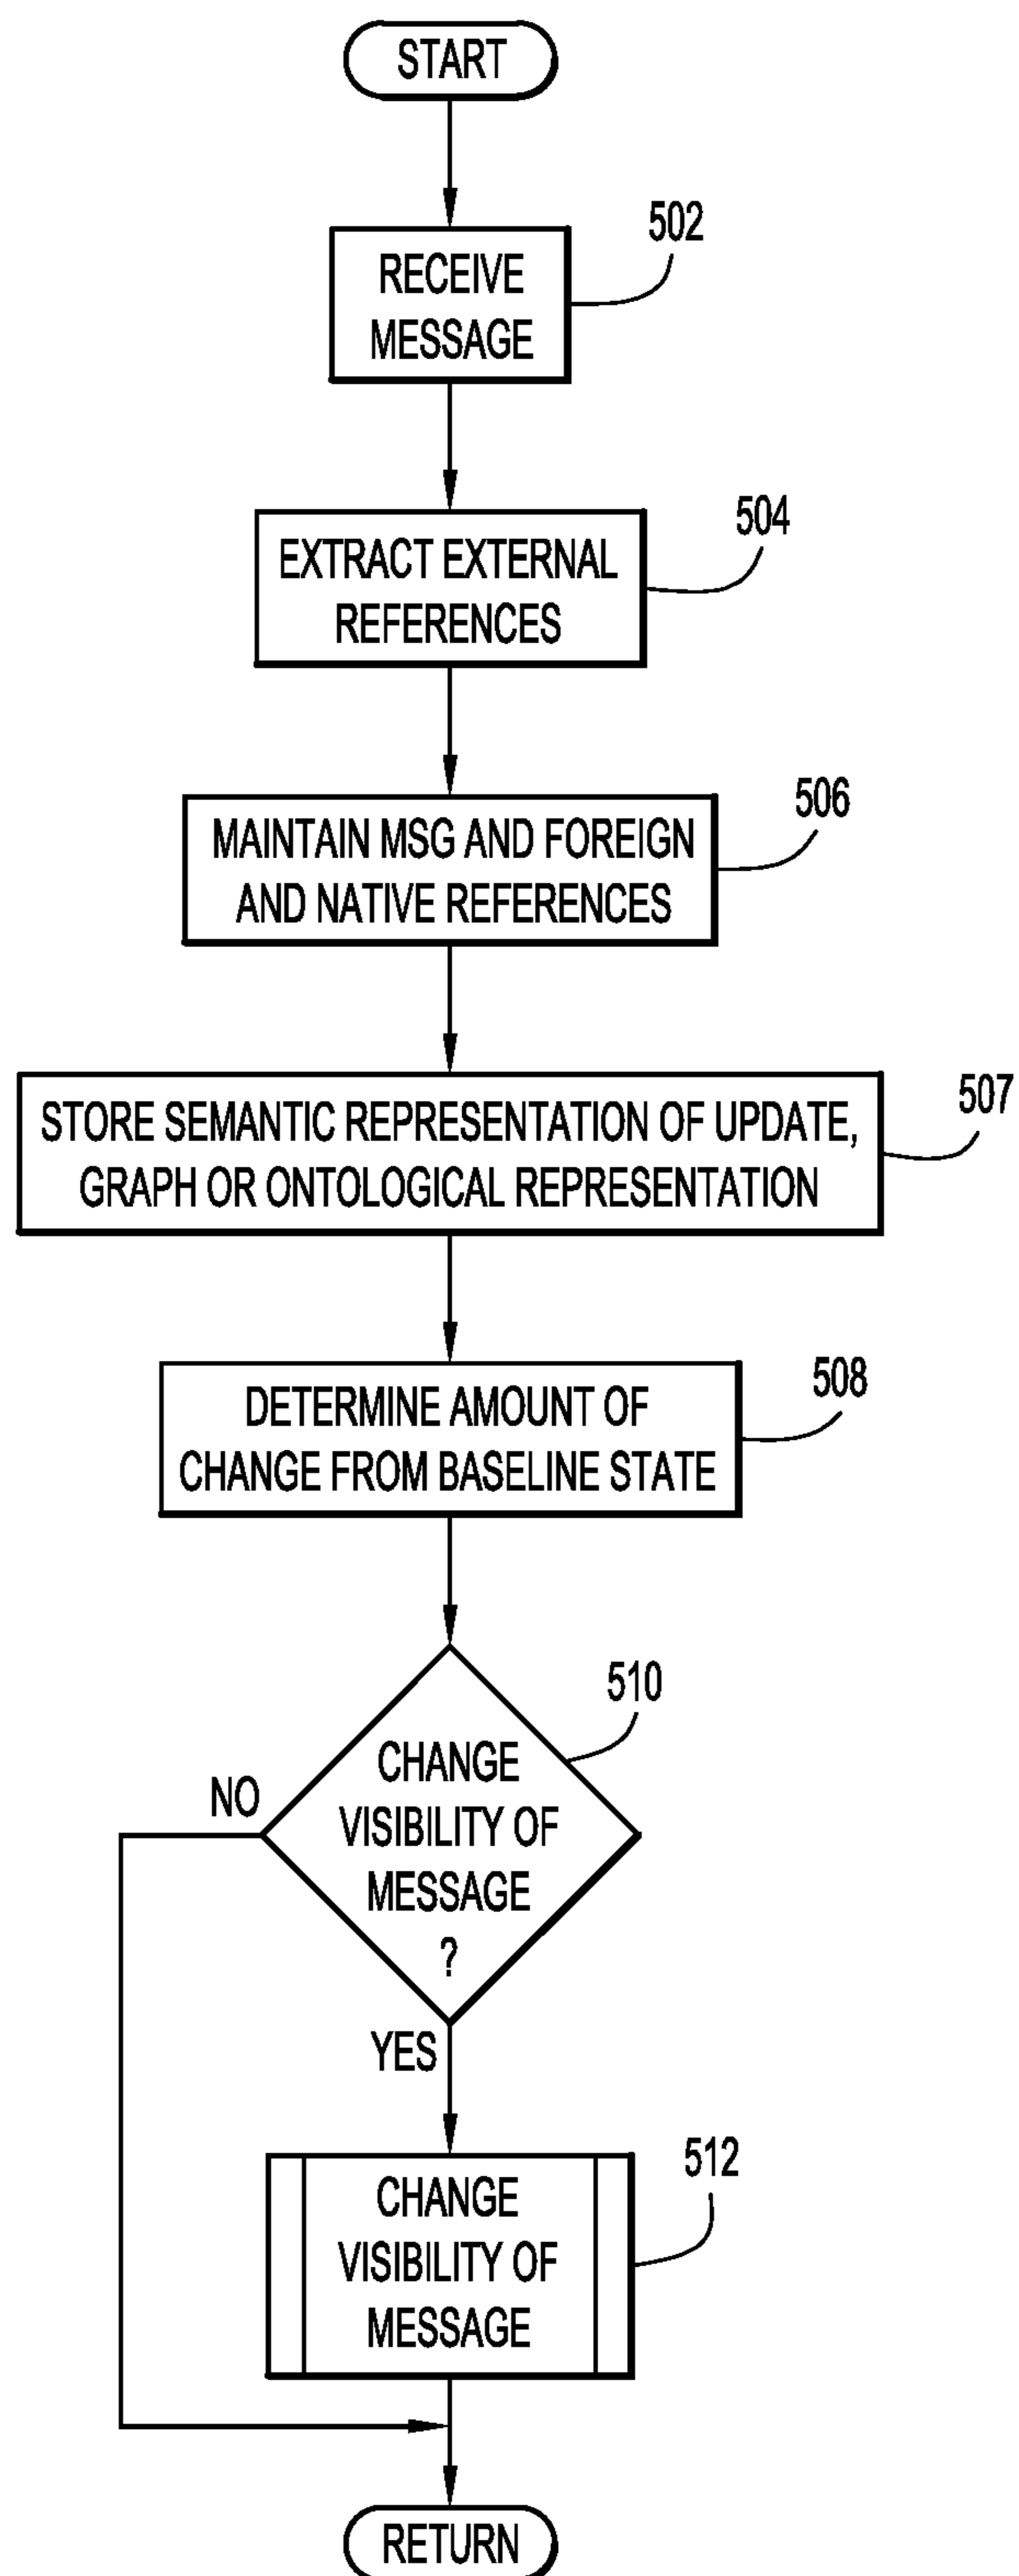 START
502
RECEIVE
MESSAGE
504
EXTRACT EXTERNAL
REFERENCES
506
MAINTAIN MSG AND FOREIGN
AND NATIVE REFERENCES
507
STORE SEMANTIC REPRESENTATION OF UPDATE,
GRAPH OR ONTOLOGICAL REPRESENTATION
508
DETERMINE AMOUNT OF
CHANGE FROM BASELINE STATE
510
CHANGE
VISIBILITY OF
MESSAGE
?
NO
YES
512
CHANGE
VISIBILITY OF
MESSAGE
RETURN